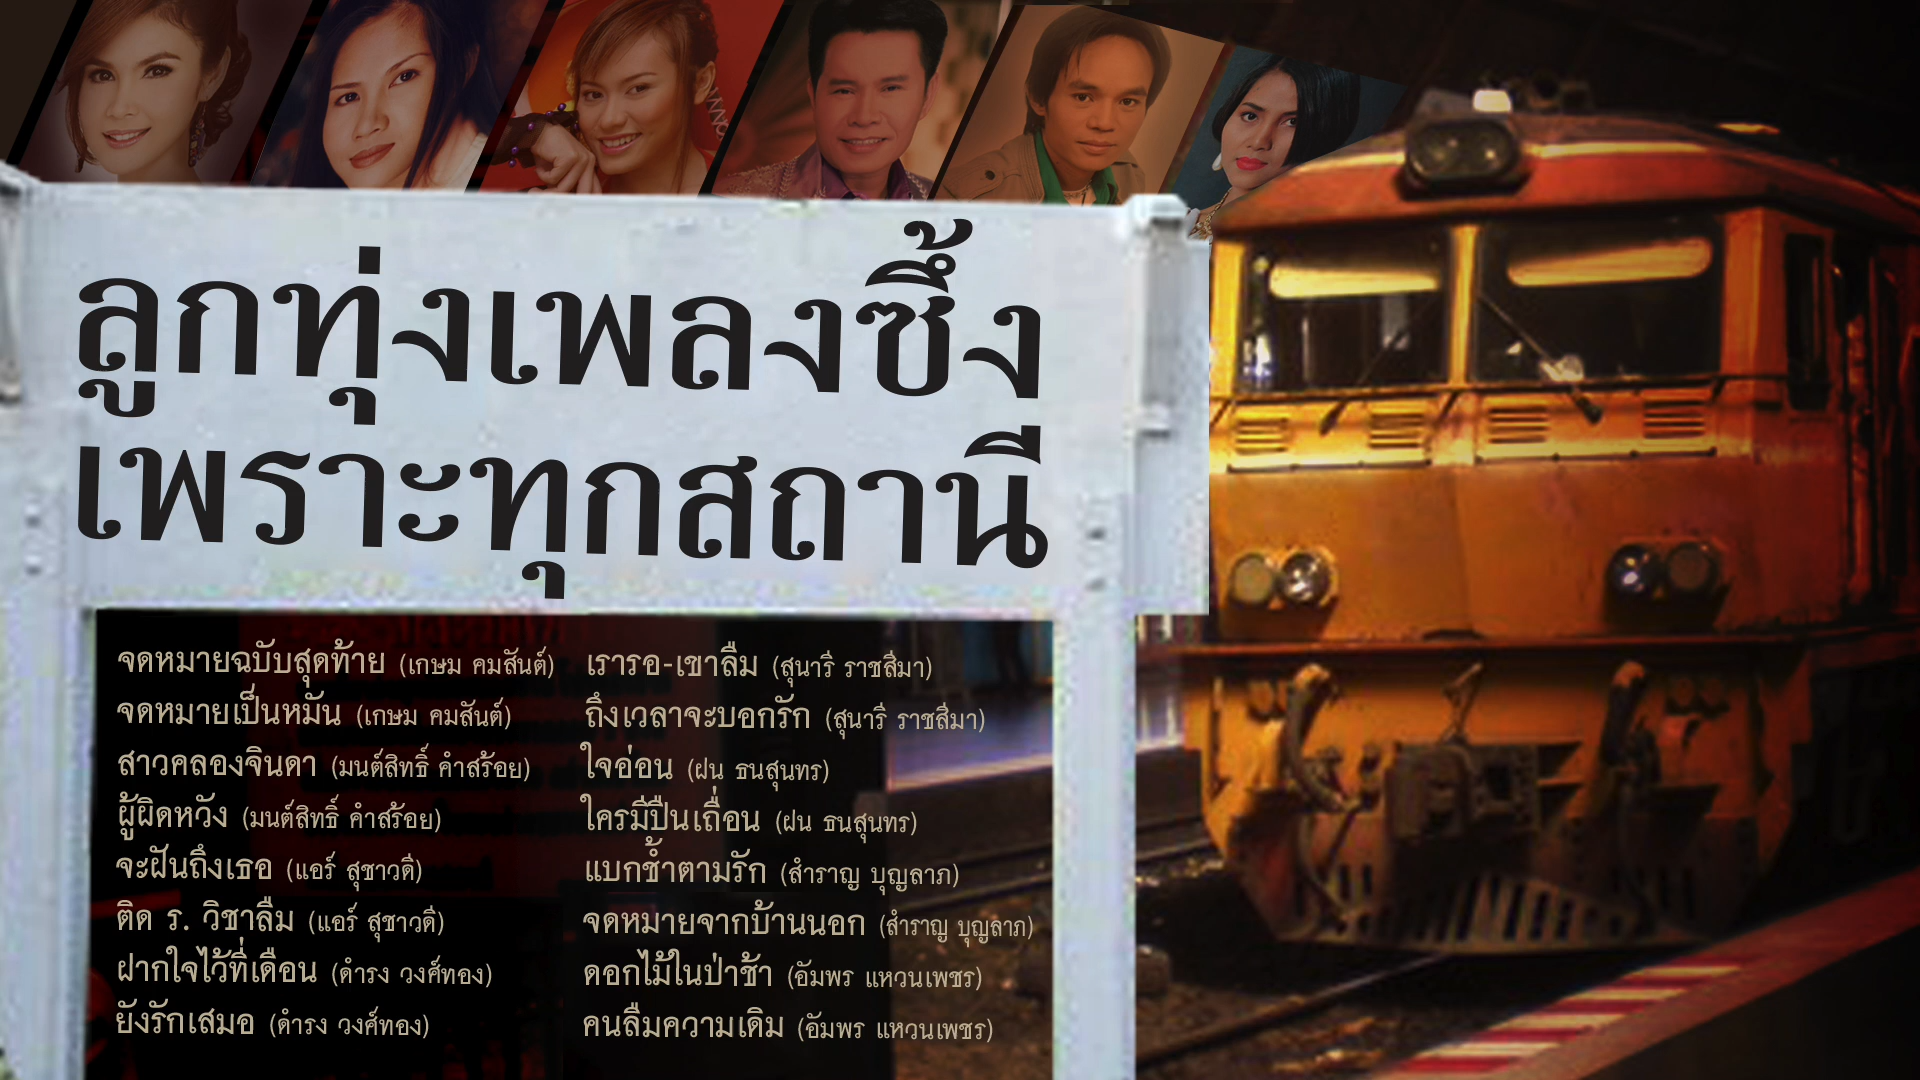 ลูกทุ่งเพลงซึ้ง
เพราะทุกสถานี
จดหมายฉบับสุดท้าย (เกษม คมสันต์)
จดหมายเป็นหมัน (เกษม คมสันต์)
สาวคลองจินดา (มนต์สิทธิ์ คำสร้อย)
ผู้ผิดหวัง (มนต์สิทธิ์ คำสร้อย)
จะฝันถึงเธอ (แอร์ สุชาวดี)
ติด ร. วิชาลืม (แอร์ สุชาวดี)
ฝากใจไว้ที่เดือน (ดำรง วงศ์ทอง)
ยังรักเสมอ (ดำรง วงศ์ทอง)
เรารอ-เขาลืม (สุนารี ราชสีมา)
ถึงเวลาจะบอกรัก (สุนารี ราชสีมา)
ใจอ่อน (ฝน ธนสุนทร)
ใครมีปืนเถื่อน (ฝน ธนสุนทร)
แบกช้ำตามรัก (สำราญ บุญลาภ)
จดหมายจากบ้านนอก (สำราญ บุญลาภ)
ดอกไม้ในป่าช้า (อัมพร แหวนเพชร)
คนลืมความเดิม (อัมพร แหวนเพชร)